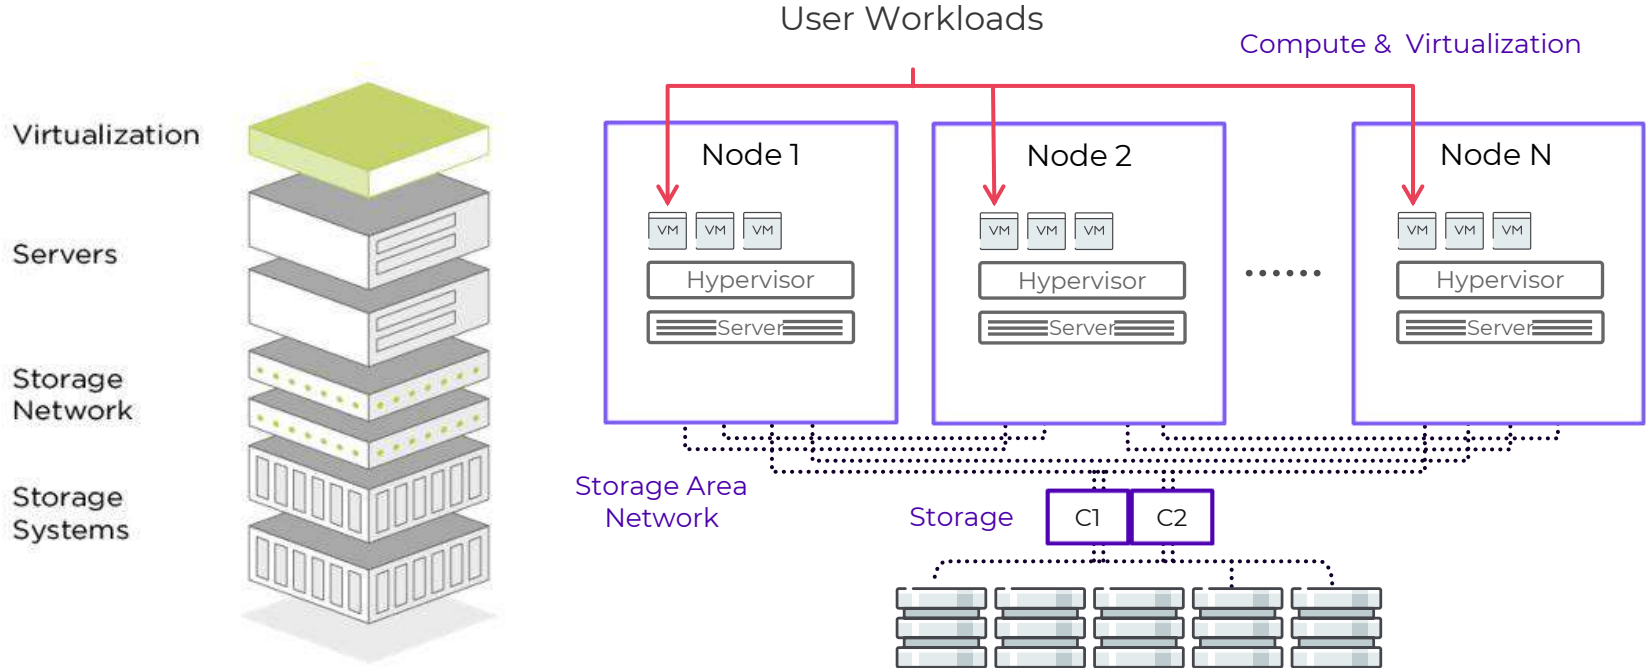 User Workloads
Compute & Virtualization
Virtualization
Servers
Storage
Network
Storage
Systems
Node 1
VM VM VM
Hypervisor
Server
Node 2
VM VM VM
Hypervisor
Server
......
Node N
VM VM VM
Hypervisor
Server
Storage Area
Network
Storage
C1
C2